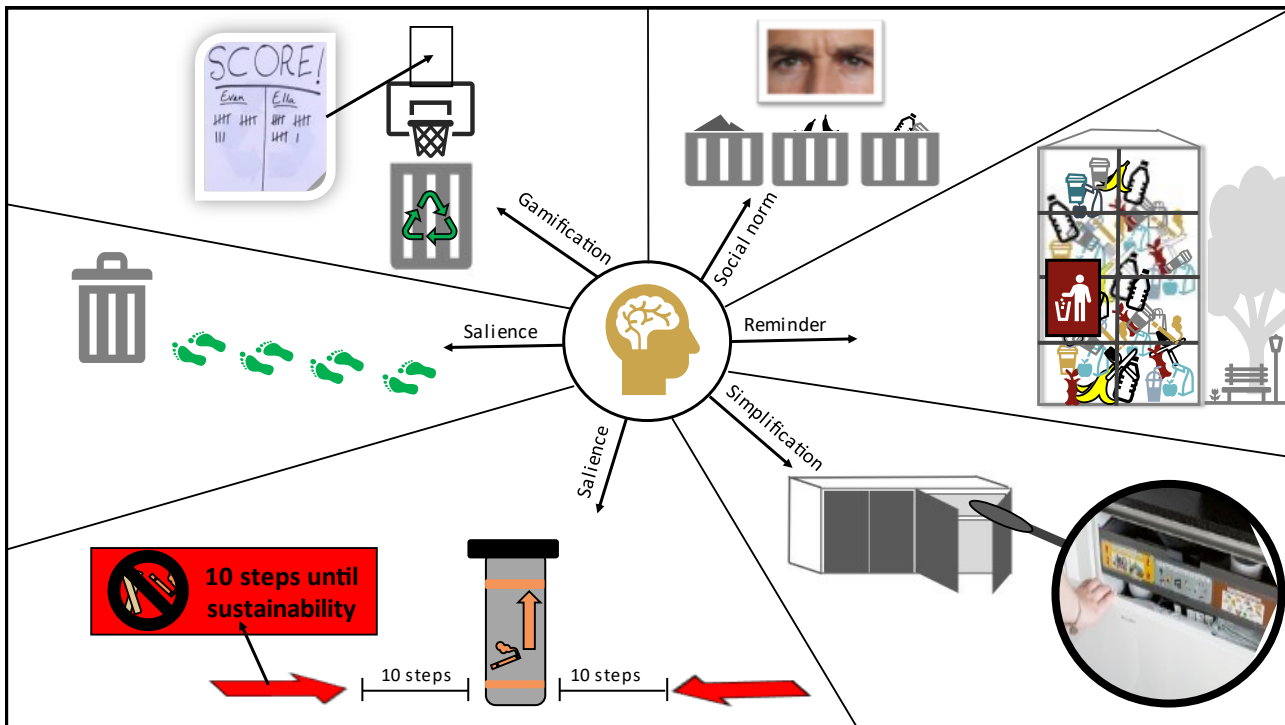 SCORE!
Evan Ella
Gamification
Social norm
Salience
Reminder
Simplification
Salience
10 steps until
sustainability
10 steps
10 steps